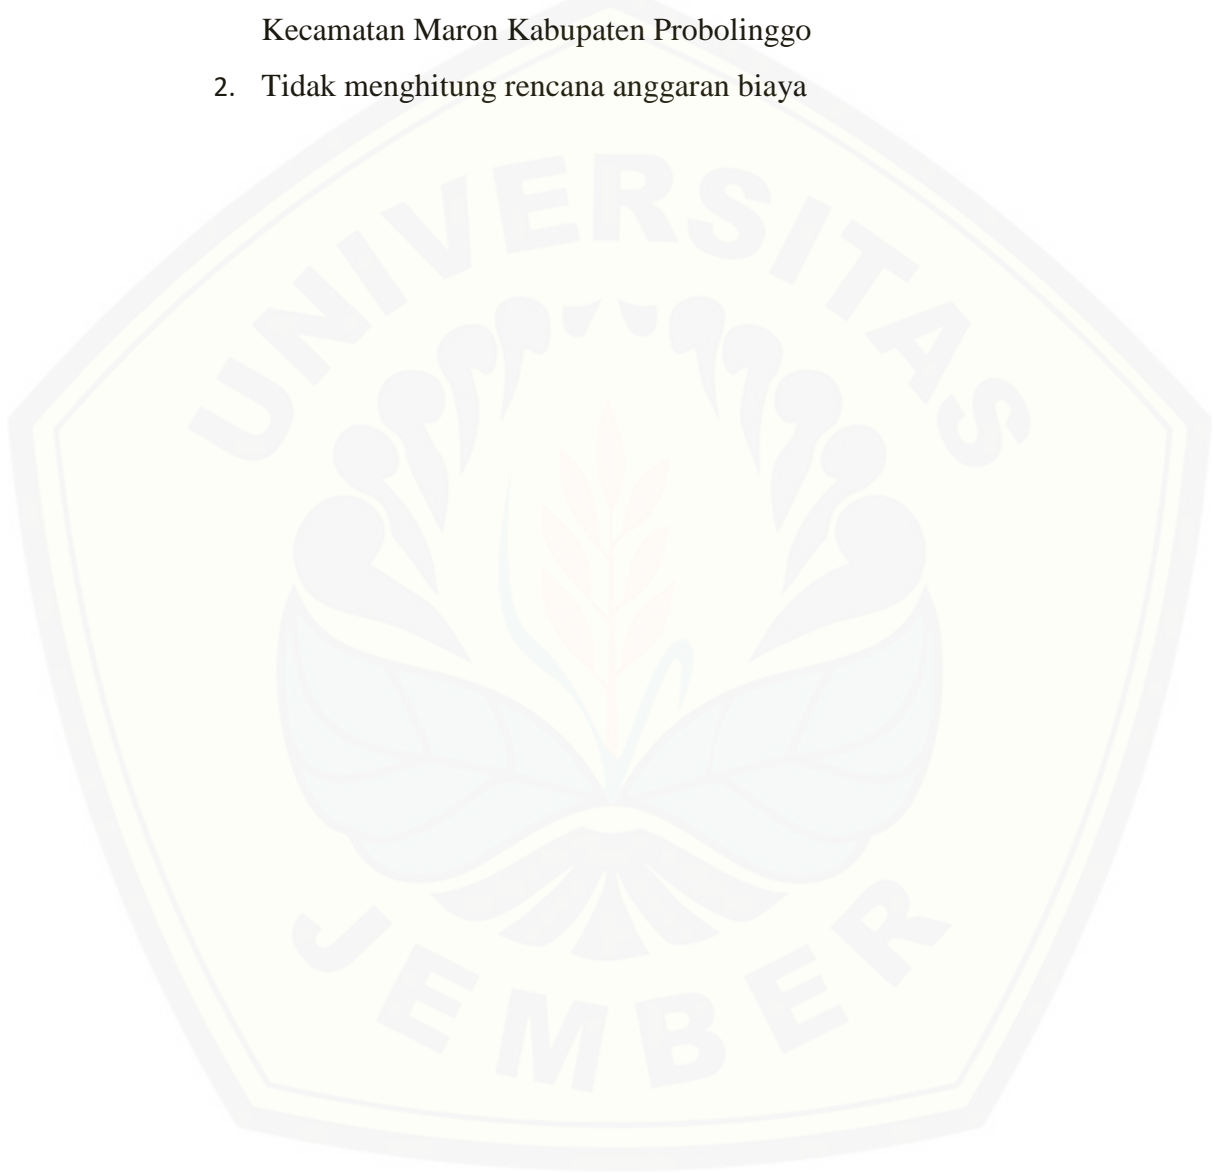 Kecamatan Maron Kabupaten Probolinggo
2. Tidak menghitung rencana anggaran biaya
UNIVERSITAS
JEMBER